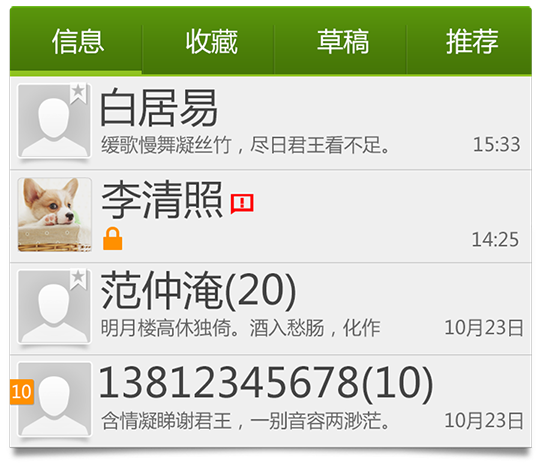 信息 收藏 草稿 推荐
白居易
缓歌慢舞凝丝竹，尽日君王看不足。 15:33
李清照
14:25
范仲淹(20)
明月楼高休独倚。酒入愁肠，化作 10月23日
13812345678(10)
10
含情凝睇谢君王，一别音容两渺茫。 10月23日